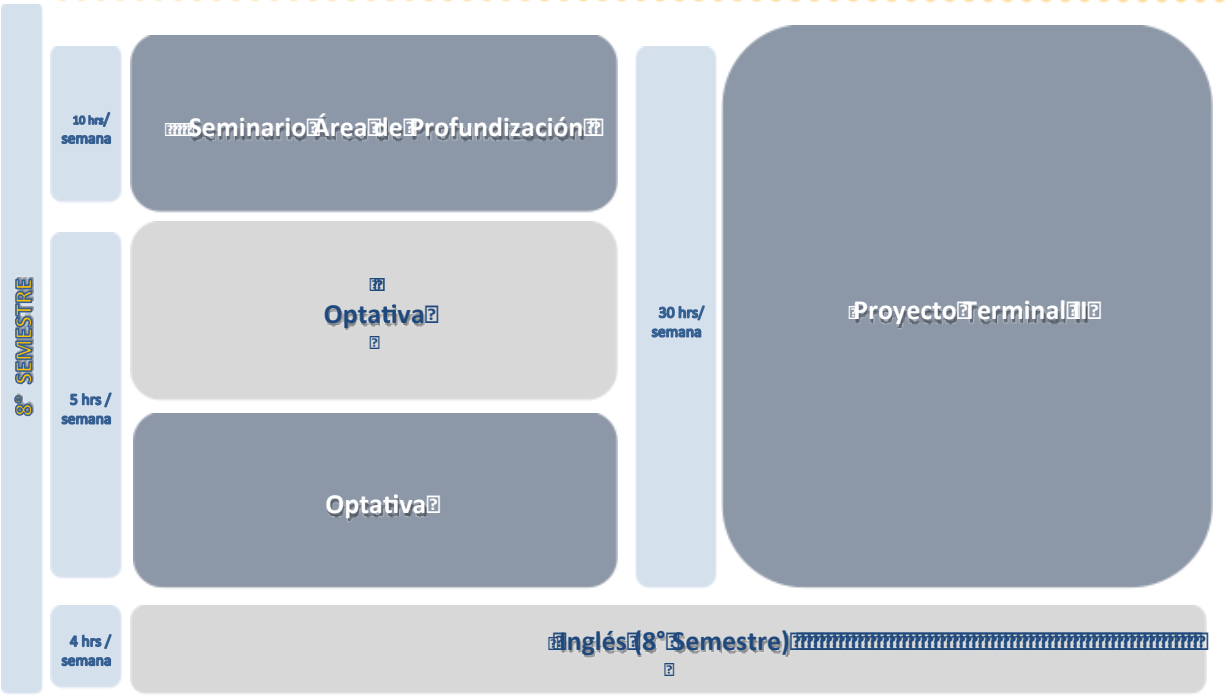 8° SEMESTRE
10 hrs/
semana
Seminario Área de Profundización
5 hrs /
semana
Optativa
Optativa
30 hrs/
semana
Proyecto Terminal II
4 hrs /
semana
Inglés (8° Semestre)